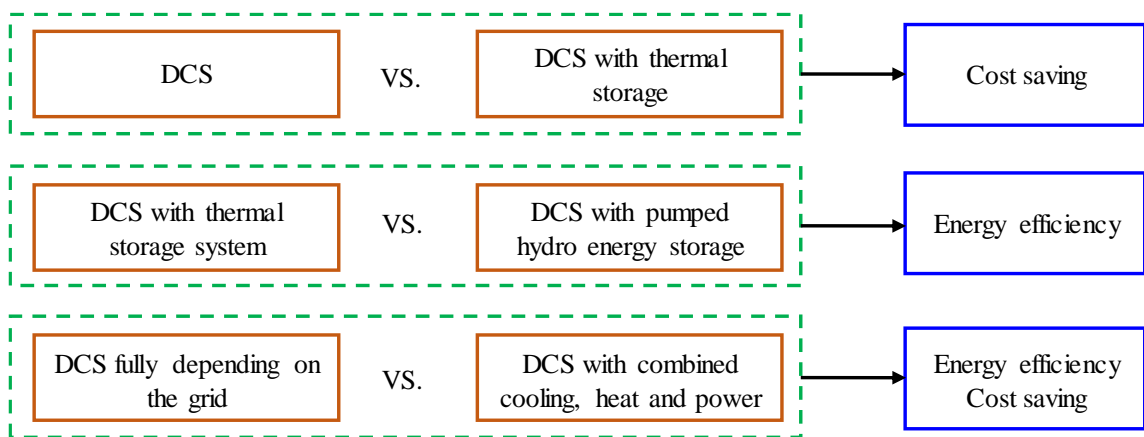 DCS
VS.
DCS with thermal
storage
Cost saving
DCS with thermal
storage system
VS.
DCS with pumped
hydro energy storage
Energy efficiency
DCS fully depending on
the grid
VS.
DCS with combined
cooling, heat and power
Energy efficiency
Cost saving